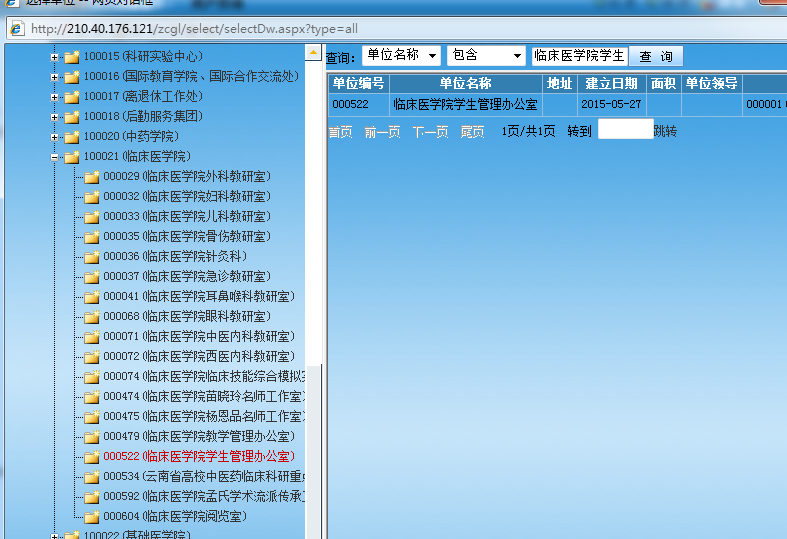 选择单位 -- 网页对话框
http://210.40.176.121/zcgl/select/selectDw.aspx?type=all
100015(科研实验中心)
100016(国际教育学院、国际合作交流处)
100017(离退休工作处)
100018(后勤服务集团)
100020(中药学院)
100021(临床医学院)
000029(临床医学院外科教研室)
000032(临床医学院妇科教研室)
000033(临床医学院儿科教研室)
000035(临床医学院骨伤教研室)
000036(临床医学院针灸科)
000037(临床医学院急诊教研室)
000041(临床医学院耳鼻喉科教研室)
000068(临床医学院眼科教研室)
000071(临床医学院中医内科教研室)
000072(临床医学院西医内科教研室)
000074(临床医学院临床技能综合模拟实
000474(临床医学院苗晓玲名师工作室)
000475(临床医学院杨恩品名师工作室)
000479(临床医学院教学管理办公室)
000522(临床医学院学生管理办公室)
000534(云南省高校中医药临床科研重点
000592(临床医学院孟氏学术流派传承工
000604(临床医学院阅览室)
100022(基础医学院)
查询: 单位名称 包含 临床医学院学生 查 询
单位编号 单位名称 地址 建立日期 面积 单位领导
000522 临床医学院学生管理办公室 2015-05-27 000001
首页 前一页 下一页 尾页 1页/共1页 转到 跳转